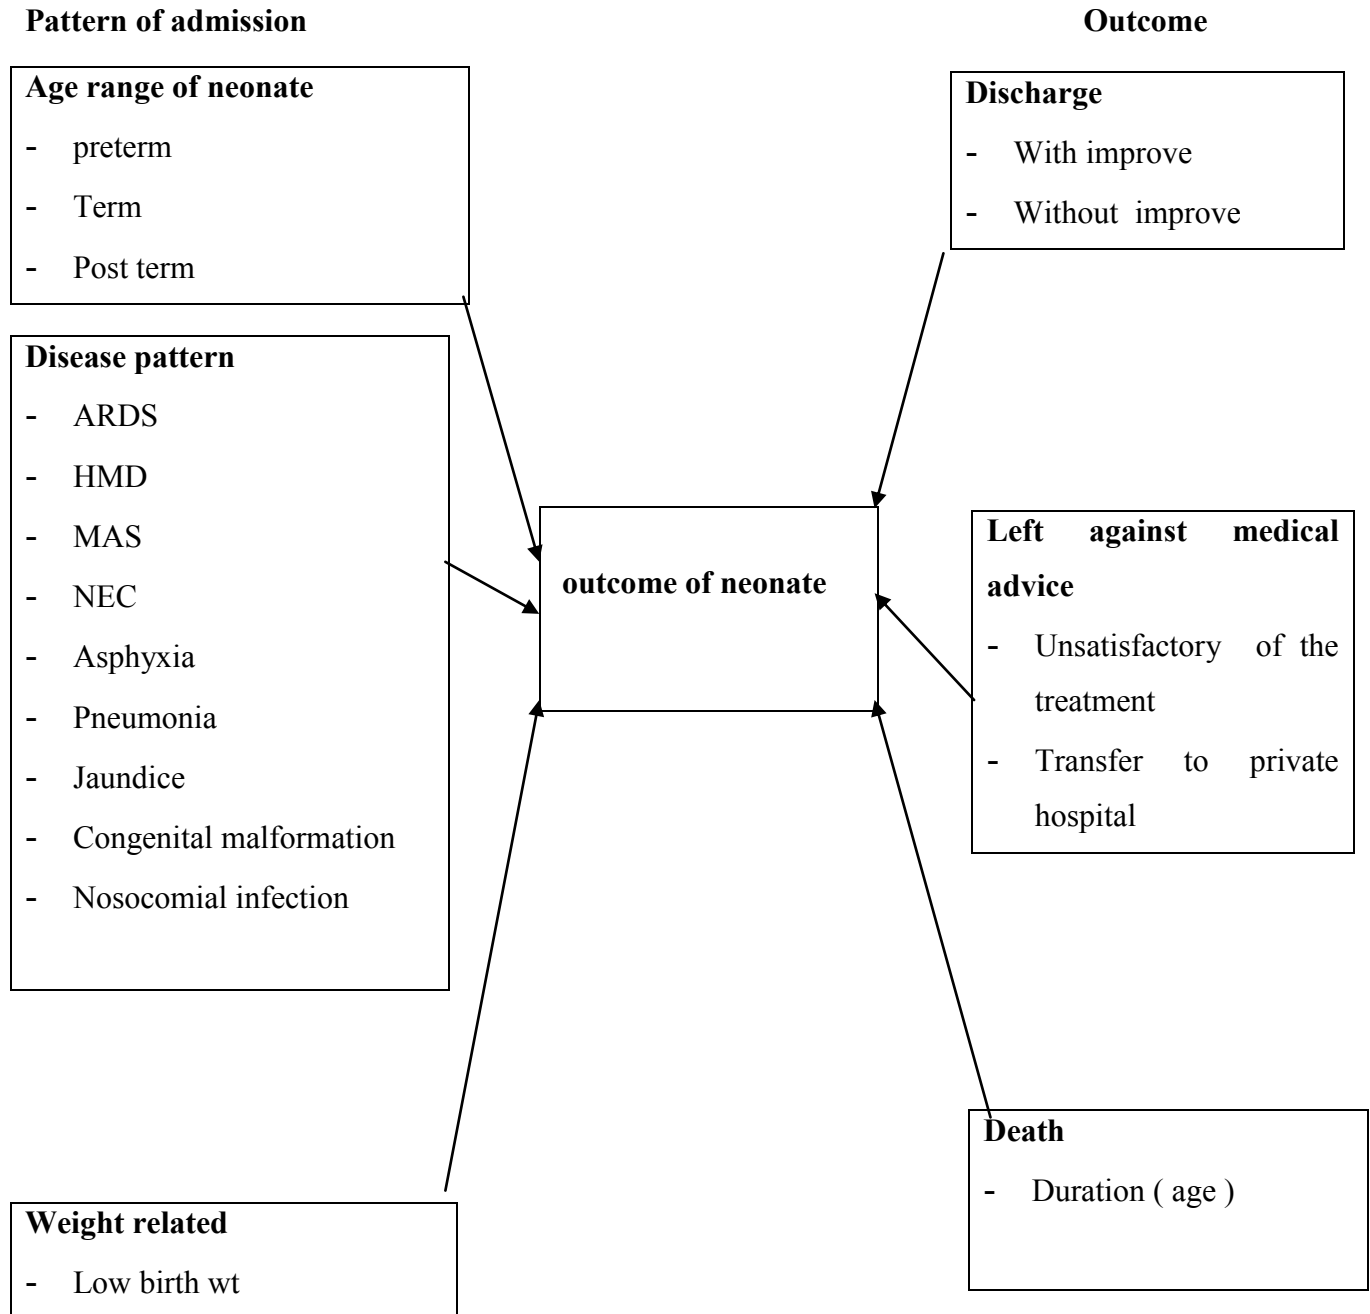 Pattern of admission
Outcome
Age range of neonate
- preterm
- Term
- Post term
Disease pattern
- ARDS
- HMD
- MAS
- NEC
- Asphyxia
- Pneumonia
- Jaundice
- Congenital malformation
- Nosocomial infection
Weight related
- Low birth wt
outcome of neonate
Discharge
- With improve
- Without improve
Left against medical
advice
- Unsatisfactory of the
treatment
- Transfer to private
hospital
Death
- Duration ( age )